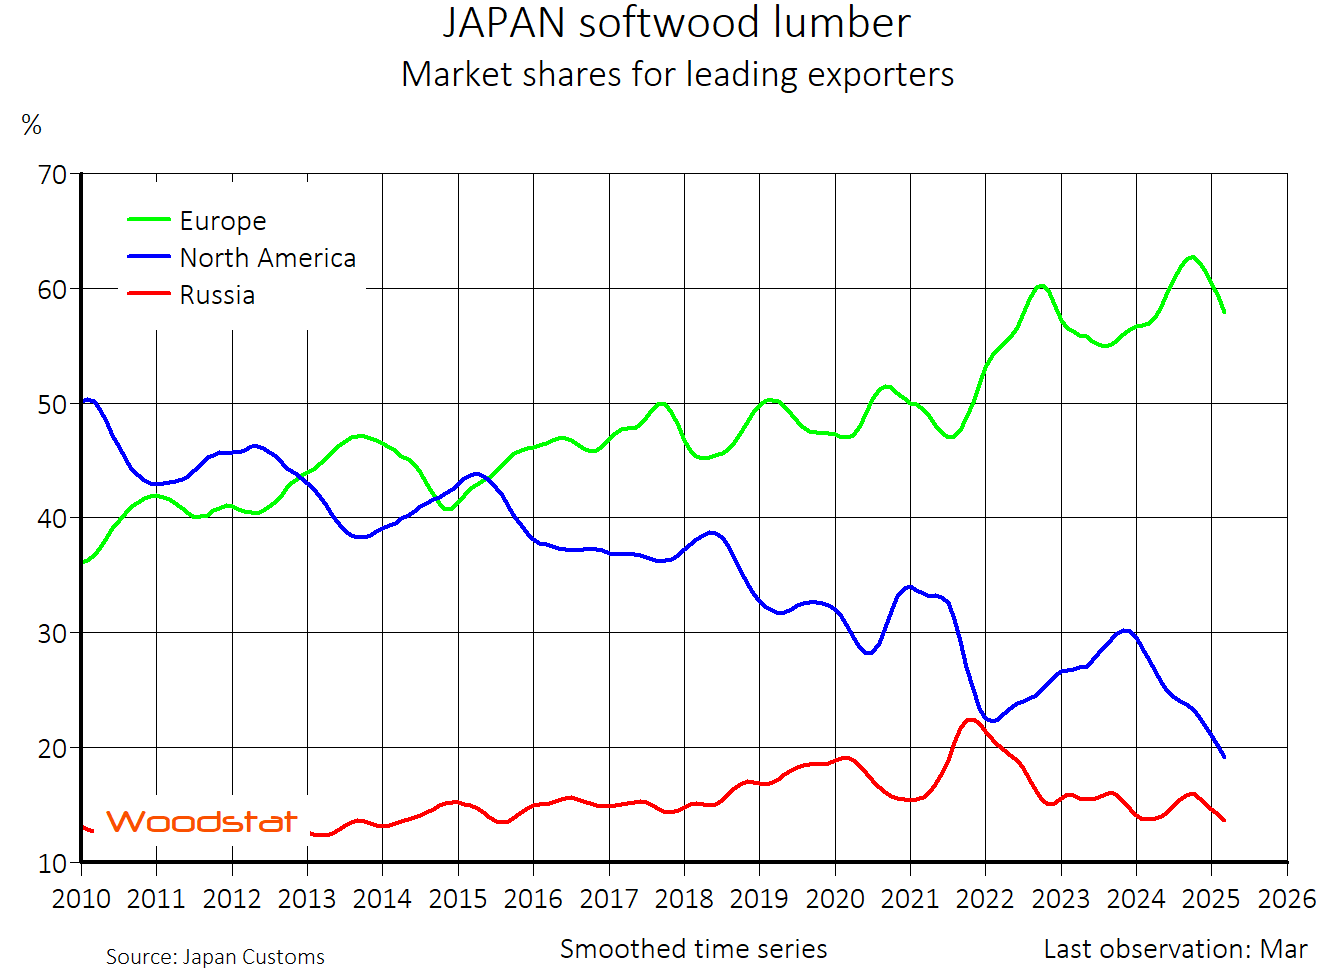 JAPAN softwood lumber
Market shares for leading exporters
%
70
Europe
North America
60
Russia
50
40
30
20
Woodstat
10
2010 2011 2012 2013 2014 2015 2016 2017 2018 2019 2020 2021 2022 2023 2024 2025 2026
Source: Japan Customs
Smoothed time series
Last observation: Mar